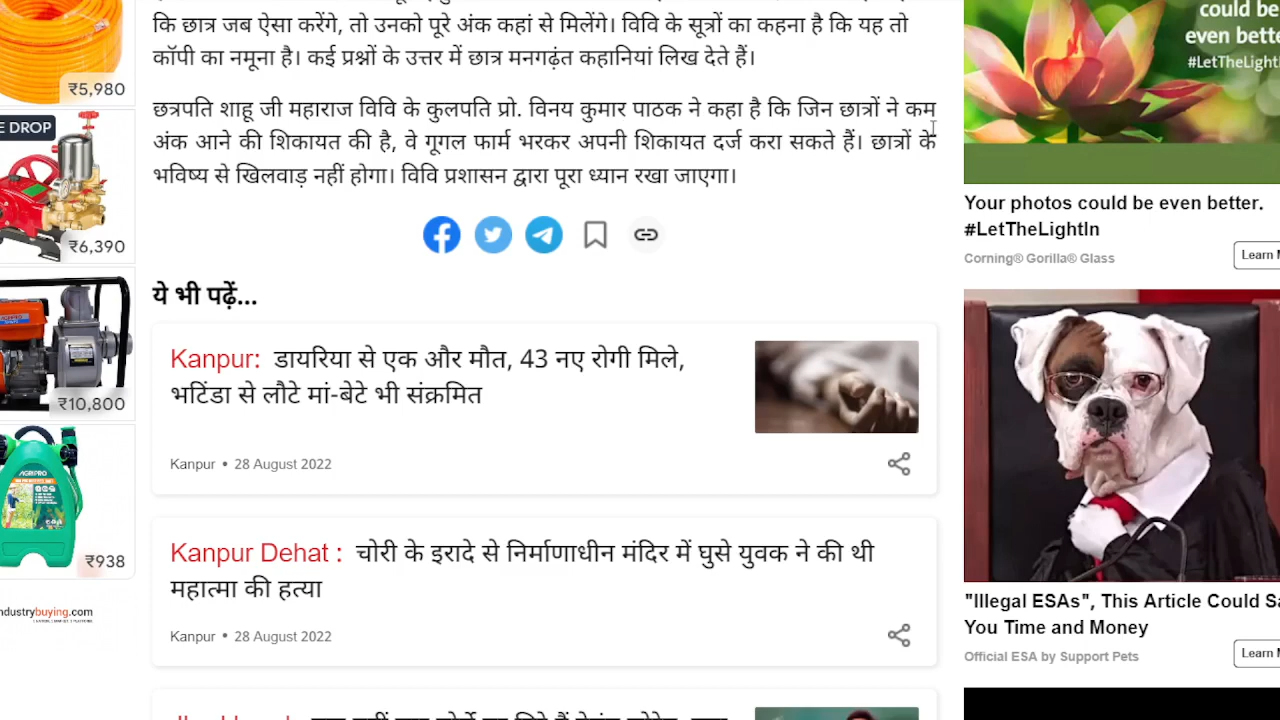 कि छात्र जब ऐसा करेंगे, तो उनको पूरे अंक कहां से मिलेंगे। विवि के सूत्रों का कहना है कि यह तो
कॉपी का नमूना है। कई प्रश्नों के उत्तर में छात्र मनगढ़ंत कहानियां लिख देते हैं।
छत्रपति शाहू जी महाराज विवि के कुलपति प्रो. विनय कुमार पाठक ने कहा है कि जिन छात्रों ने कम
अंक आने की शिकायत की है, वे गूगल फार्म भरकर अपनी शिकायत दर्ज करा सकते हैं। छात्रों के
भविष्य से खिलवाड़ नहीं होगा। विवि प्रशासन द्वारा पूरा ध्यान रखा जाएगा।
ये भी पढ़ें...
Kanpur: डायरिया से एक और मौत, 43 नए रोगी मिले,
भटिंडा से लौटे मां-बेटे भी संक्रमित
Kanpur • 28 August 2022
Kanpur Dehat : चोरी के इरादे से निर्माणाधीन मंदिर में घुसे युवक ने की थी
महात्मा की हत्या
Kanpur • 28 August 2022
₹5,980
E DROP
₹6,390
₹10,800
AGRIPRO
₹938
ndustrybuying.com
could be
even bette
#LetTheLightI
Your photos could be even better.
#LetTheLightIn
Corning® Gorilla® Glass
Learn
"Illegal ESAs", This Article Could Sa
You Time and Money
Official ESA by Support Pets
Learn